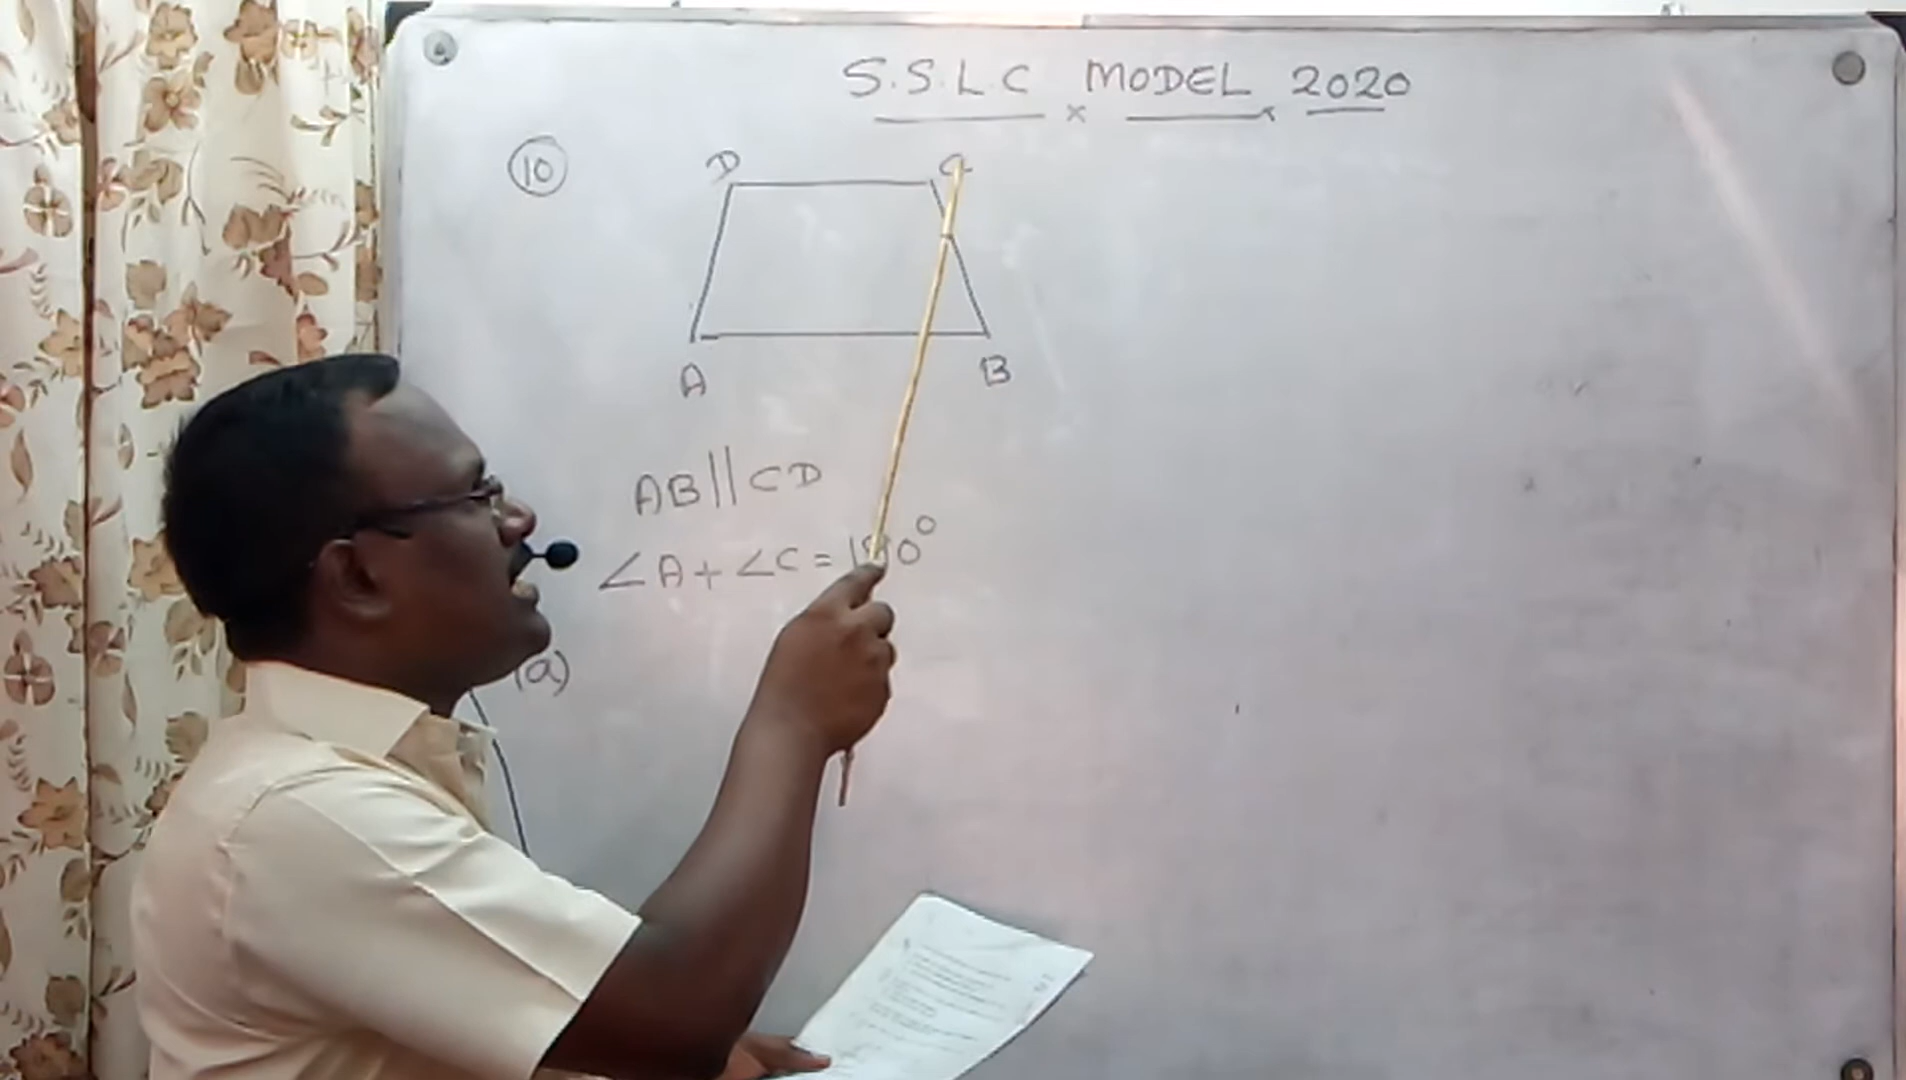 S.S.L.C MODEL 2020
10
D C
A B
AB||CD
∠A+∠C=180°
(a)